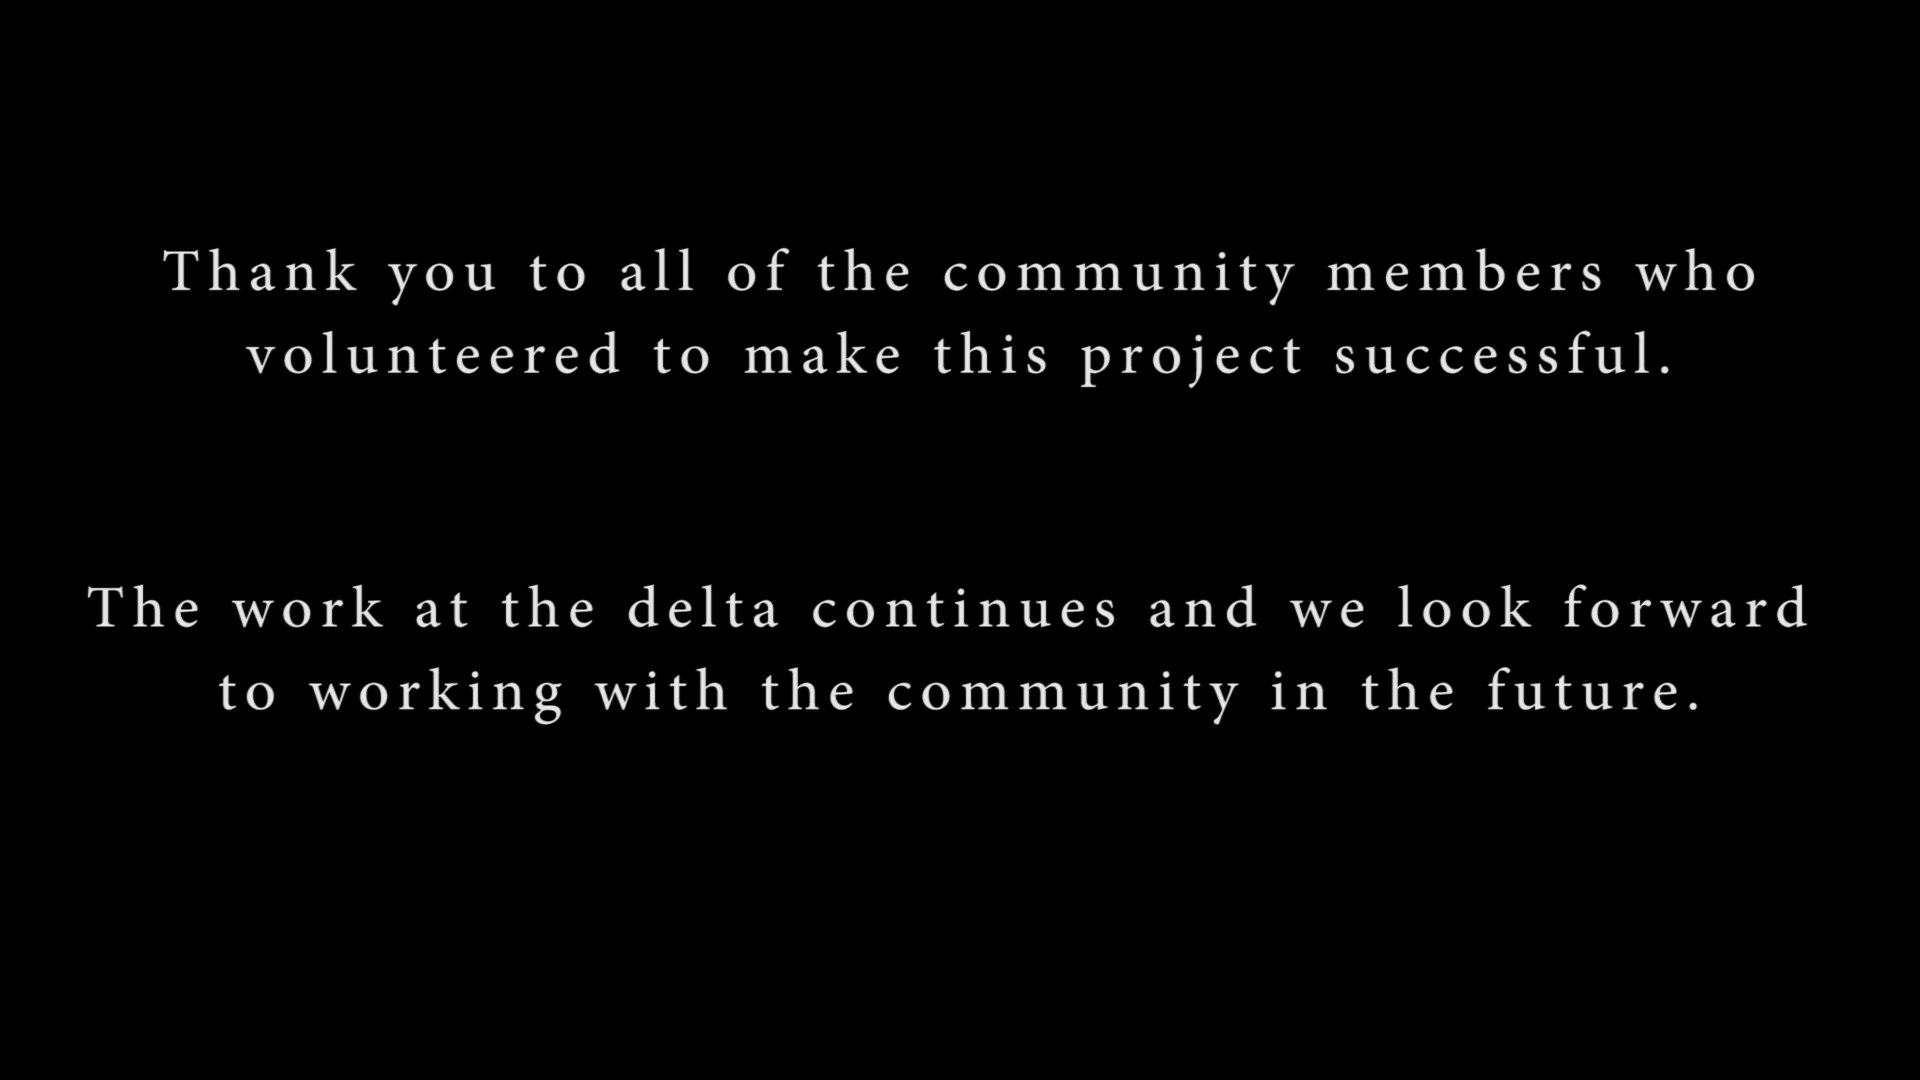 Thank you to all of the community members who
volunteered to make this project successful.
The work at the delta continues and we look forward
to working with the community in the future.